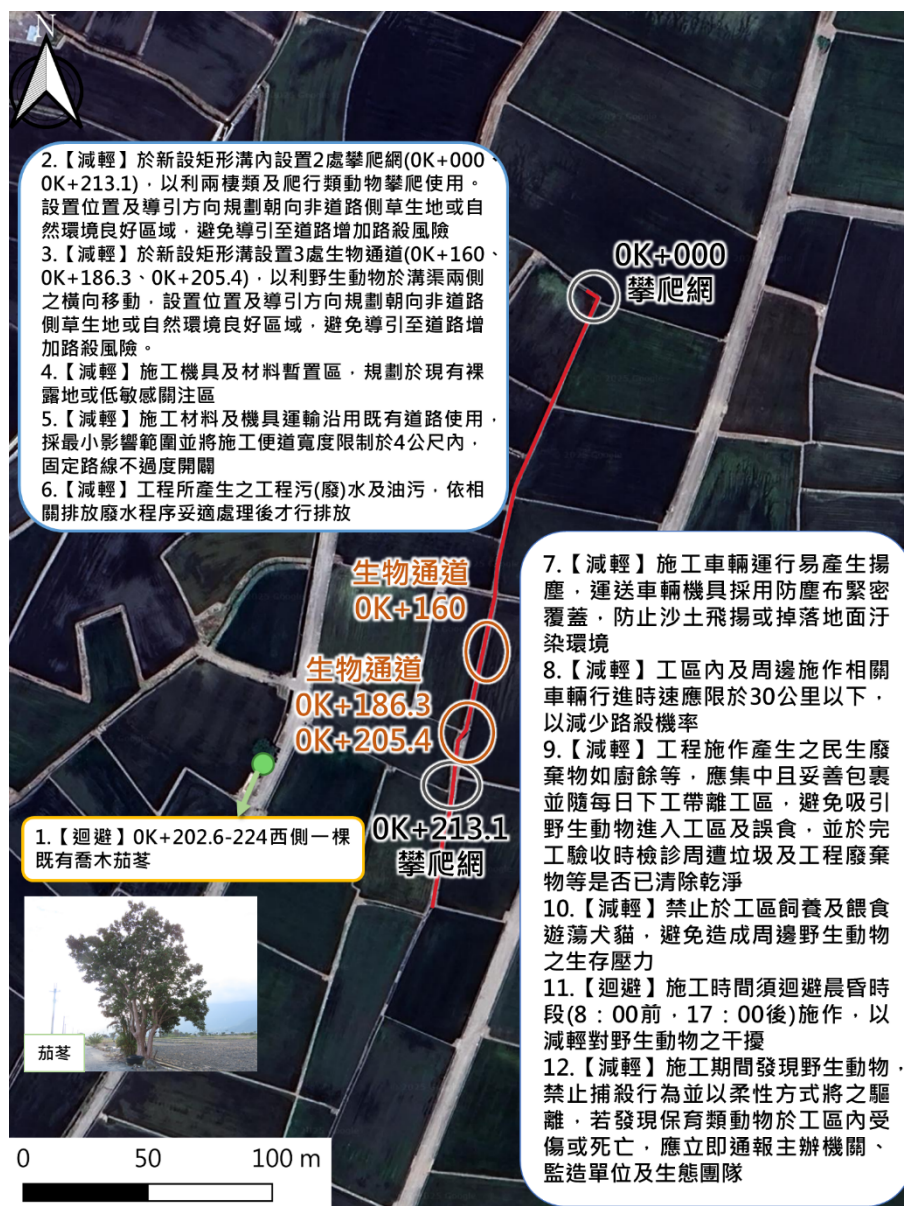 N
2.【減輕】於新設矩形溝內設置2處攀爬網(0K+000、
0K+213.1)，以利兩棲類及爬行類動物攀爬使用。
設置位置及導引方向規劃朝向非道路側草生地或自
然環境良好區域，避免導引至道路增加路殺風險
3.【減輕】於新設矩形溝設置3處生物通道(0K+160、
0K+186.3、0K+205.4)，以利野生動物於溝渠兩側
之橫向移動，設置位置及導引方向規劃朝向非道路
側草生地或自然環境良好區域，避免導引至道路增
加路殺風險。
4.【減輕】施工機具及材料暫置區，規劃於現有裸
露地或低敏感關注區
5.【減輕】施工材料及機具運輸沿用既有道路使用，
採最小影響範圍並將施工便道寬度限制於4公尺內，
固定路線不過度開闢
6.【減輕】工程所產生之工程污(廢)水及油污，依相
關排放廢水程序妥適處理後才行排放
0K+000
攀爬網
生物通道
0K+160
生物通道
0K+186.3
0K+205.4
0K+213.1
攀爬網
1.【迴避】0K+202.6-224西側一棵
既有喬木茄苳
茄苳
7.【減輕】施工車輛運行易產生揚
塵，運送車輛機具採用防塵布緊密
覆蓋，防止沙土飛揚或掉落地面汙
染環境
8.【減輕】工區內及周邊施作相關
車輛行進時速應限於30公里以下，
以減少路殺機率
9.【減輕】工程施作產生之民生廢
棄物如廚餘等，應集中且妥善包裹
並隨每日下工帶離工區，避免吸引
野生動物進入工區及誤食，並於完
工驗收時檢診周遭垃圾及工程廢棄
物等是否已清除乾淨
10.【減輕】禁止於工區飼養及餵食
遊蕩犬貓，避免造成周邊野生動物
之生存壓力
11.【迴避】施工時間須迴避晨昏時
段(8：00前，17：00後)施作，以
減輕對野生動物之干擾
12.【減輕】施工期間發現野生動物，
禁止捕殺行為並以柔性方式將之驅
離，若發現保育類動物於工區內受
傷或死亡，應立即通報主辦機關、
監造單位及生態團隊
0 50 100 m